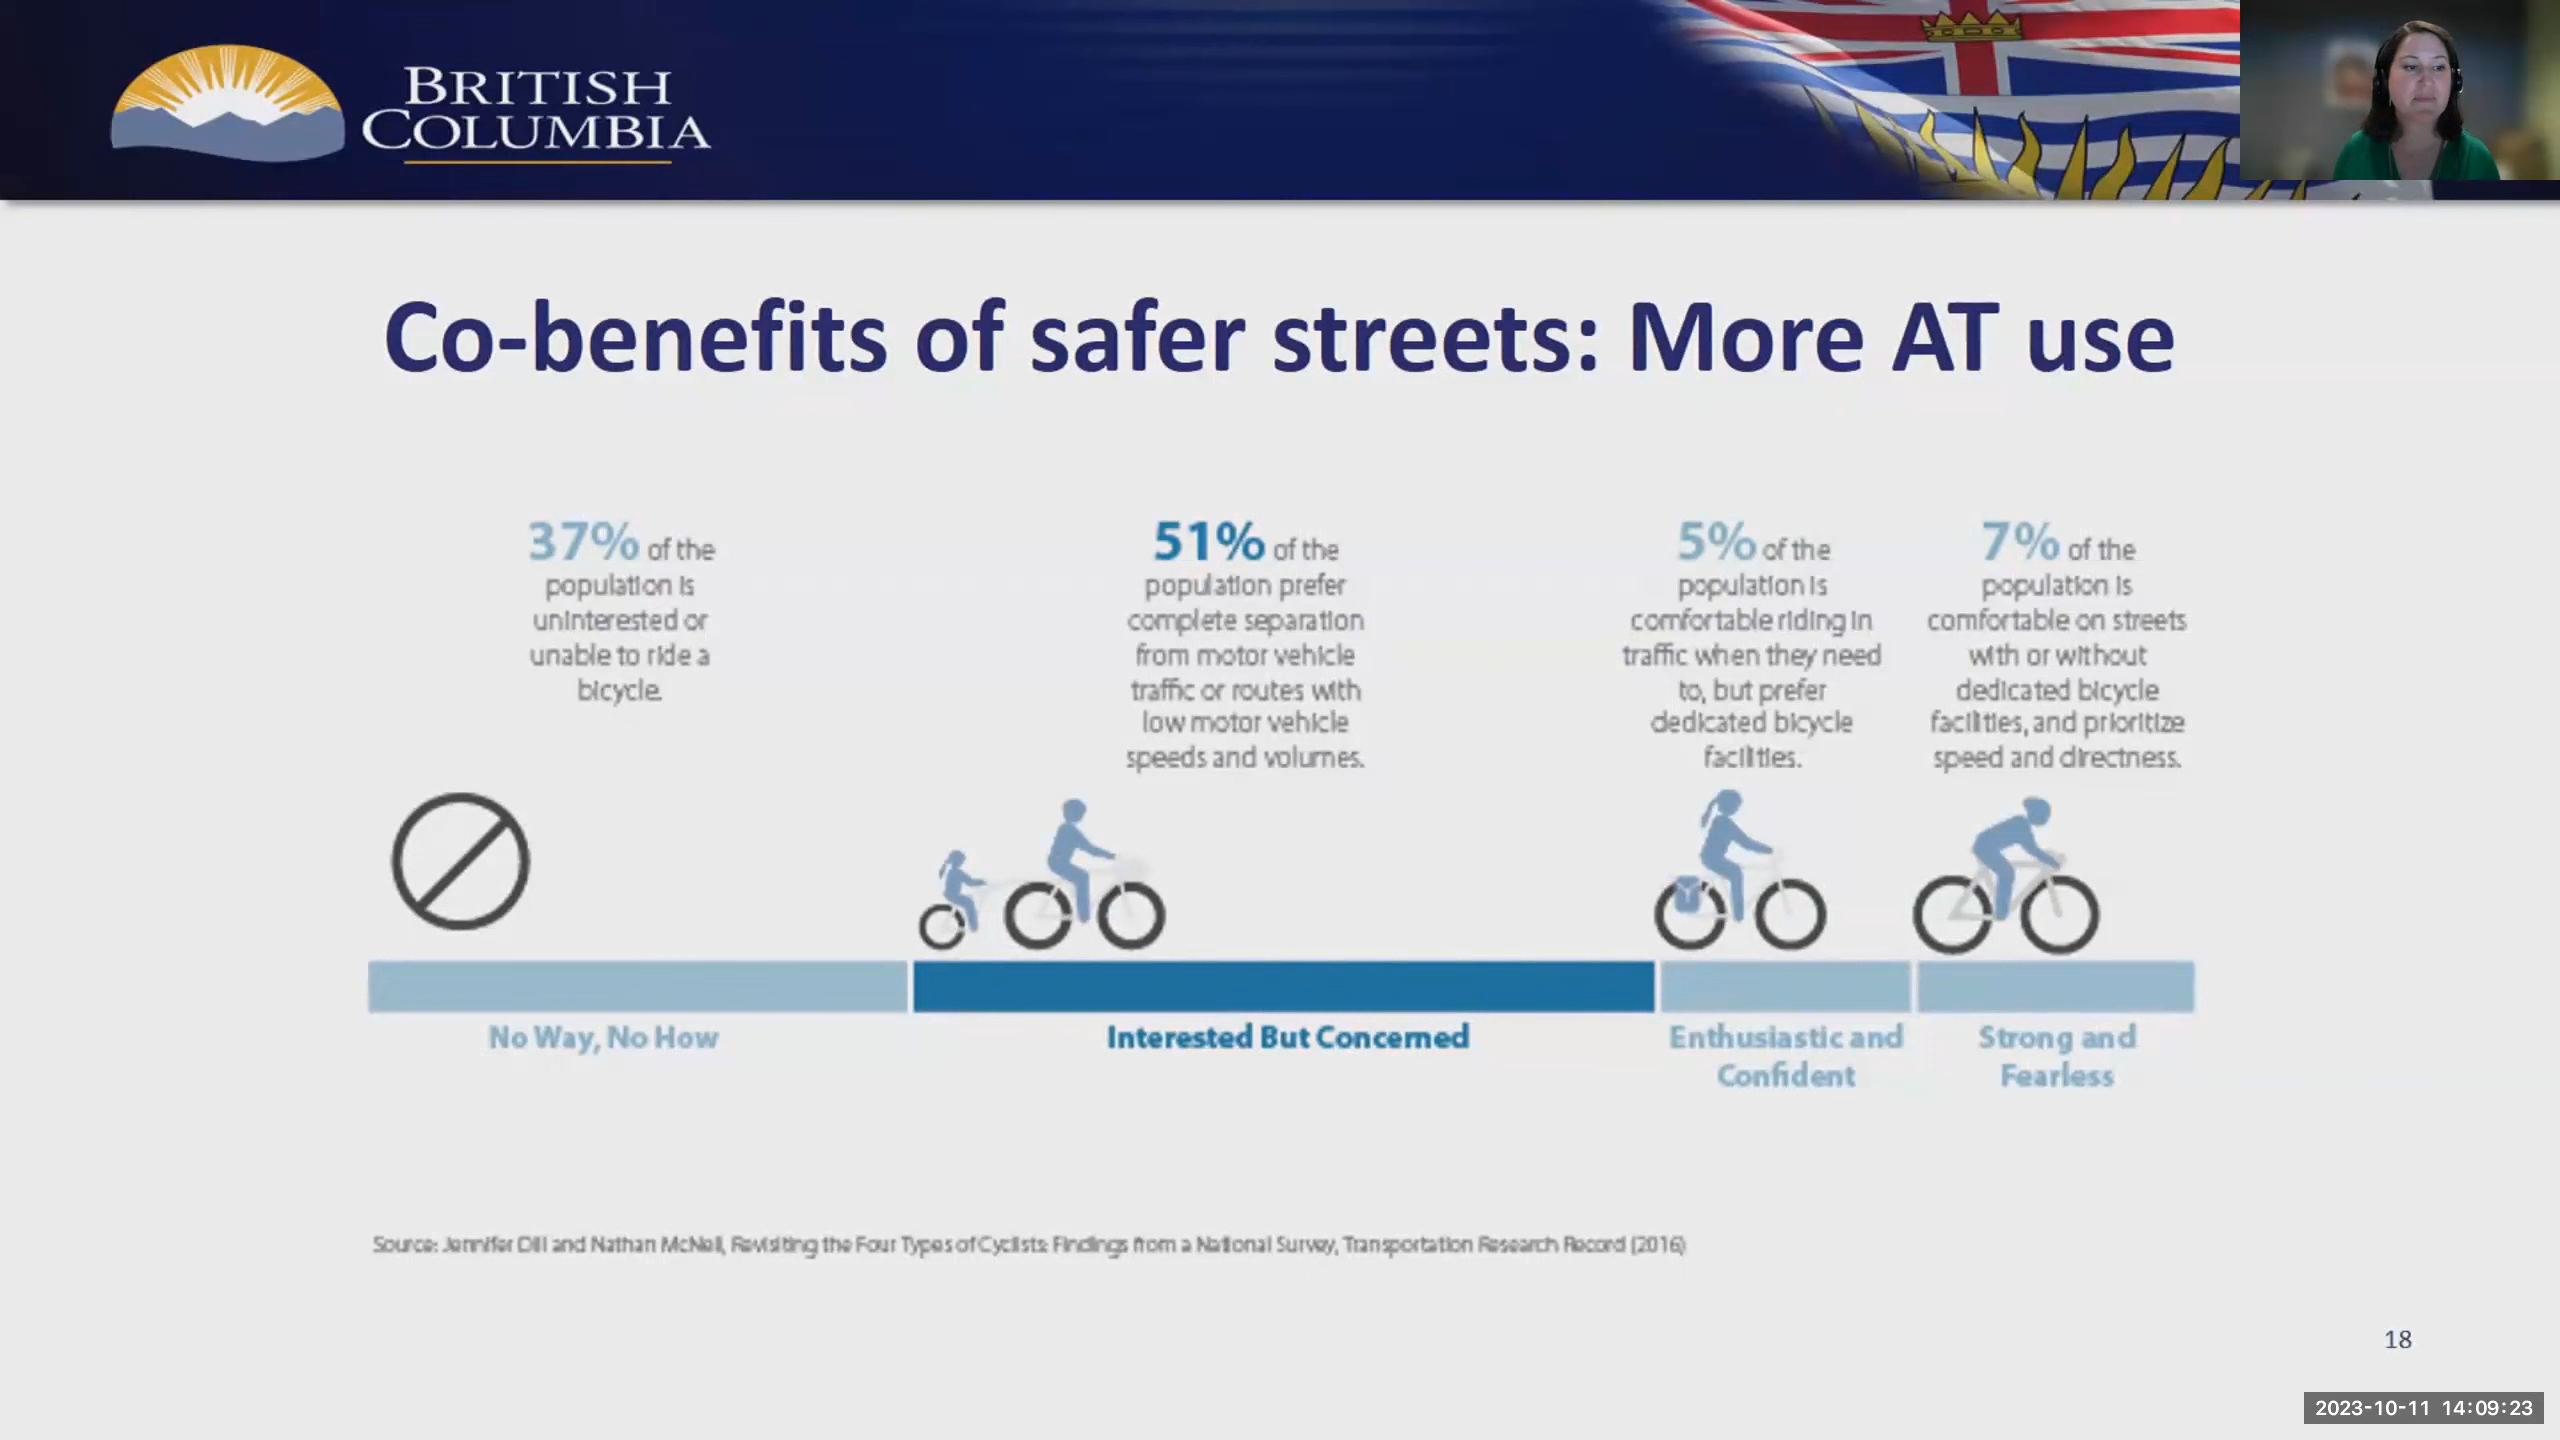 BRITISH
COLUMBIA
Co-benefits of safer streets: More AT use
37% of the
population is
uninterested or
unable to ride a
bicycle.
51% of the
population prefer
complete separation
from motor vehicle
traffic or routes with
low motor vehicle
speeds and volumes.
5% of the
population is
comfortable riding in
traffic when they need
to, but prefer
dedicated bicycle
facilities.
7% of the
population is
comfortable on streets
with or without
dedicated bicycle
facilities, and prioritize
speed and directness.
No Way, No How
Interested But Concerned
Enthusiastic and
Confident
Strong and
Fearless
Source: Jennifer Dill and Nathan McNeil, Revisiting the Four Types of Cyclists: Findings from a National Survey, Transportation Research Record (2016)
18
2023-10-11 14:09:23